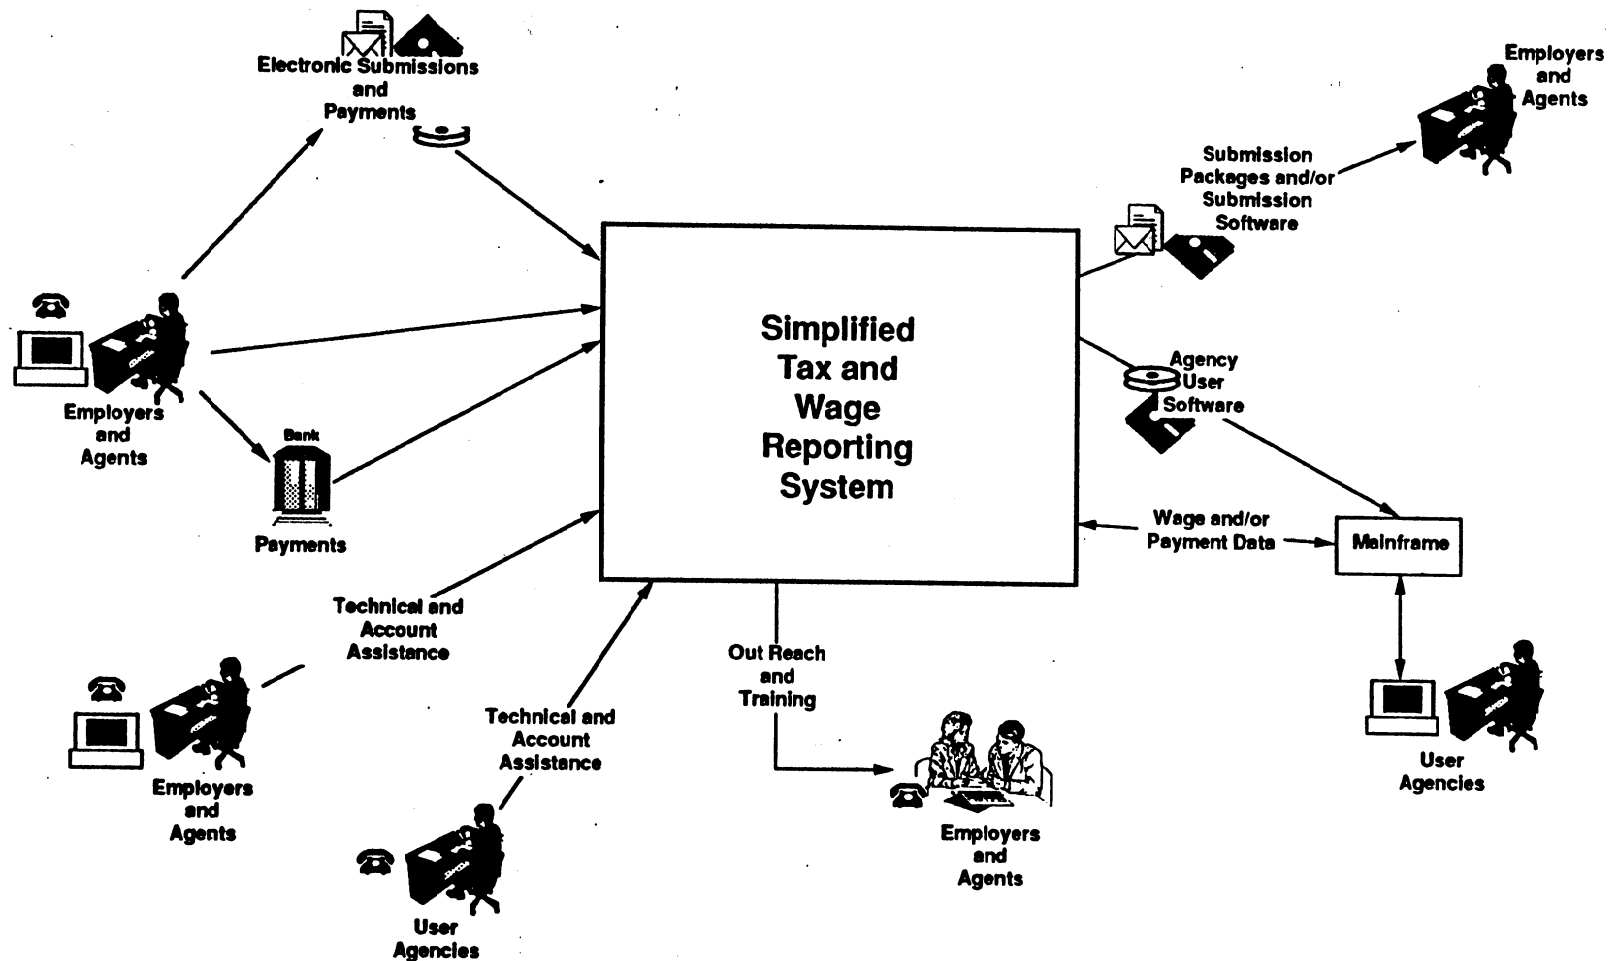 Electronic Submissions
and
Payments
Employers
and
Agents
Bank
Payments
Technical and
Account
Assistance
Employers
and
Agents
Technical and
Account
Assistance
User
Agencies
Simplified
Tax and
Wage
Reporting
System
Out Reach
and
Training
Employers
and
Agents
Submission
Packages and/or
Submission
Software
Employers
and
Agents
Agency
User
Software
Wage and/or
Payment Data
Mainframe
User
Agencies